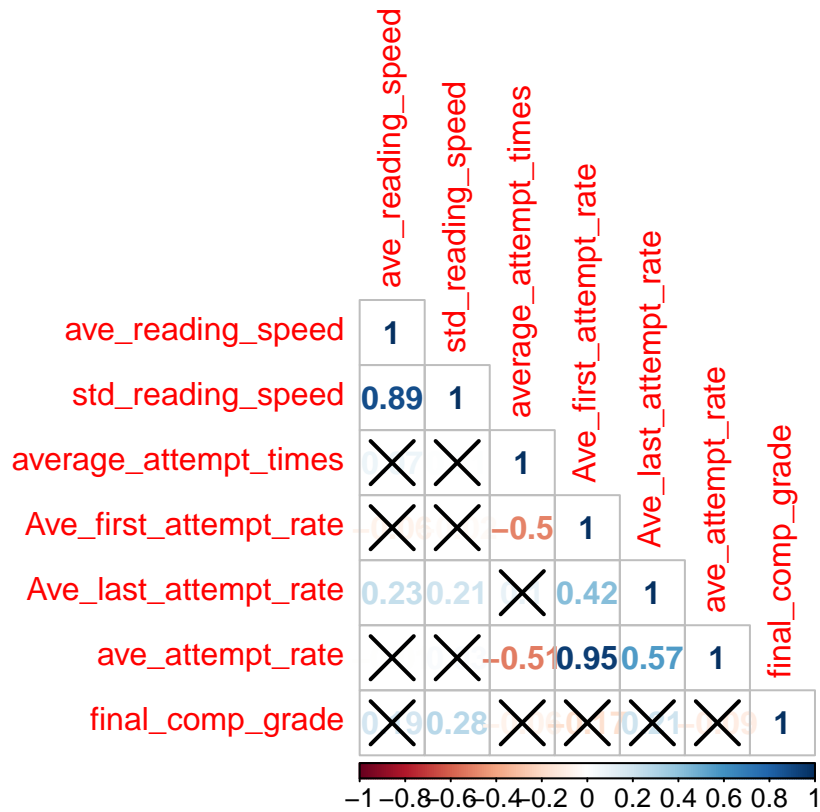 ave_reading_speed
std_reading_speed
average_attempt_times
Ave_first_attempt_rate
Ave_last_attempt_rate
ave_attempt_rate
final_comp_grade
ave_reading_speed 1
std_reading_speed 0.89 1
average_attempt_times 1
Ave_first_attempt_rate −0.5 1
Ave_last_attempt_rate 0.23 0.21 0.42 1
ave_attempt_rate −0.51 0.95 0.57 1
final_comp_grade 0.28 1
−1 −0.8 −0.6 −0.4 −0.2 0 0.2 0.4 0.6 0.8 1